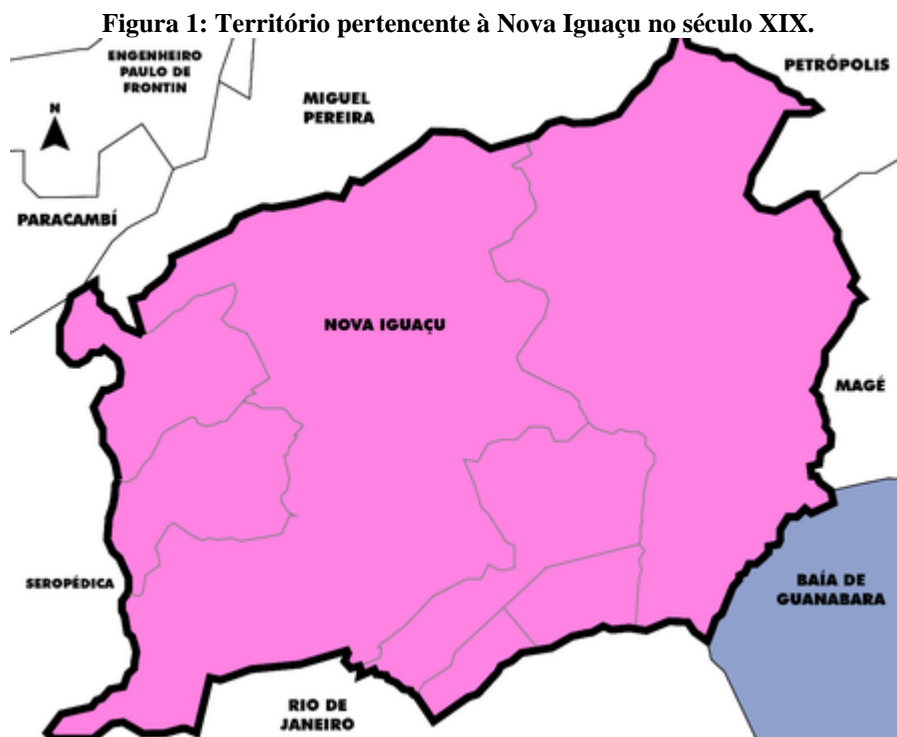 Figura 1: Território pertencente à Nova Iguaçu no século XIX.
ENGENHEIRO
PAULO DE
FRONTIN
PETRÓPOLIS
MIGUEL
PEREIRA
N
PARACAMBÍ
NOVA IGUAÇU
MAGÉ
SEROPÉDICA
BAÍA DE
GUANABARA
RIO DE
JANEIRO